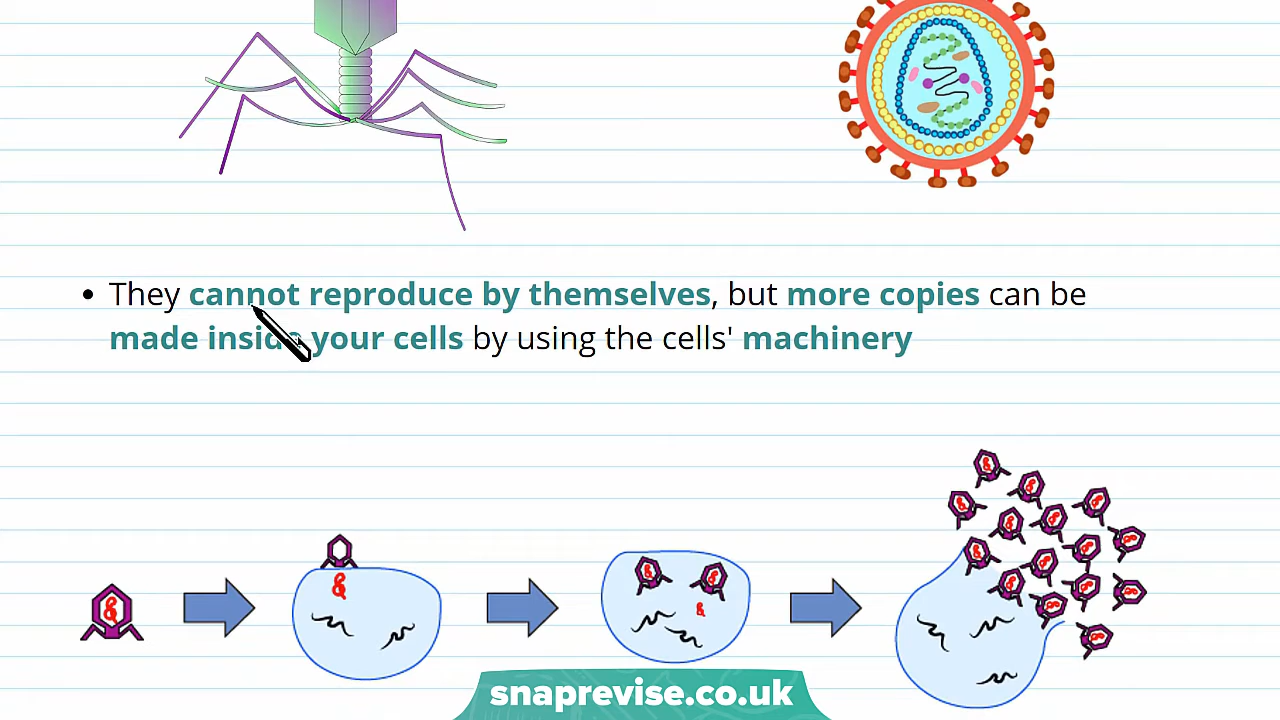 They cannot reproduce by themselves, but more copies can be
made inside your cells by using the cells' machinery
snaprevise.co.uk